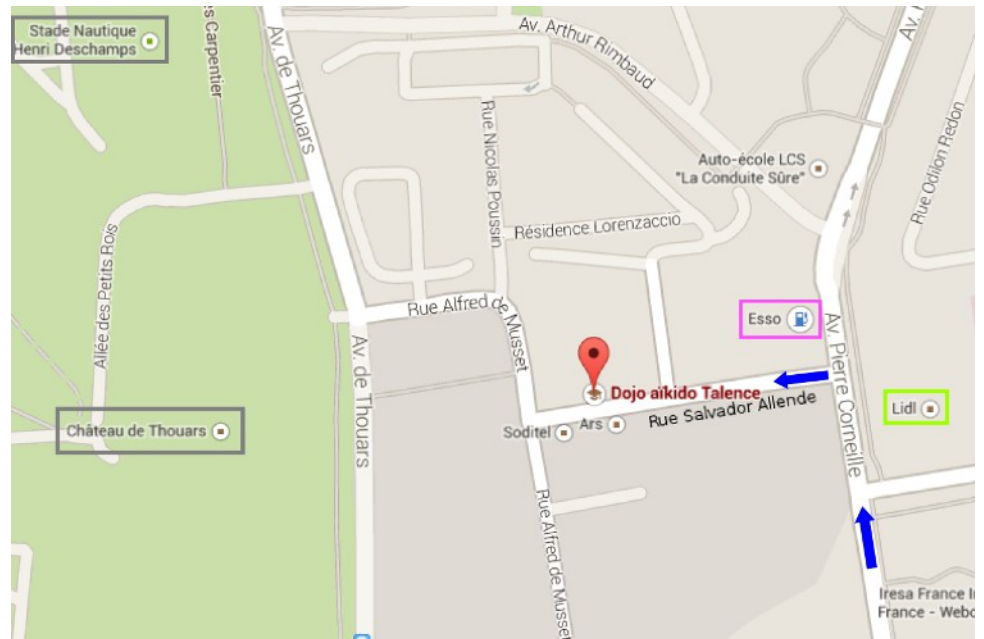 Stade Nautique
Henri Deschamps
Carpentier
Av. de Thouars
Av. Arthur Rimbaud
Rue Nicolas Poussin
Auto-école LCS
"La Conduite Sûre"
Rue Odilon Redon
Résidence Lorenzaccio
Allée des Petits Rois
Rue Alfred de Musset
Esso
Av. Pierre Corneille
Av. de Thouars
Dojo aïkido Talence
Rue Salvador Allende
Lidl
Château de Thouars
Soditel
Ars
Rue Alfred de Musset
Iresa France
France - Webc